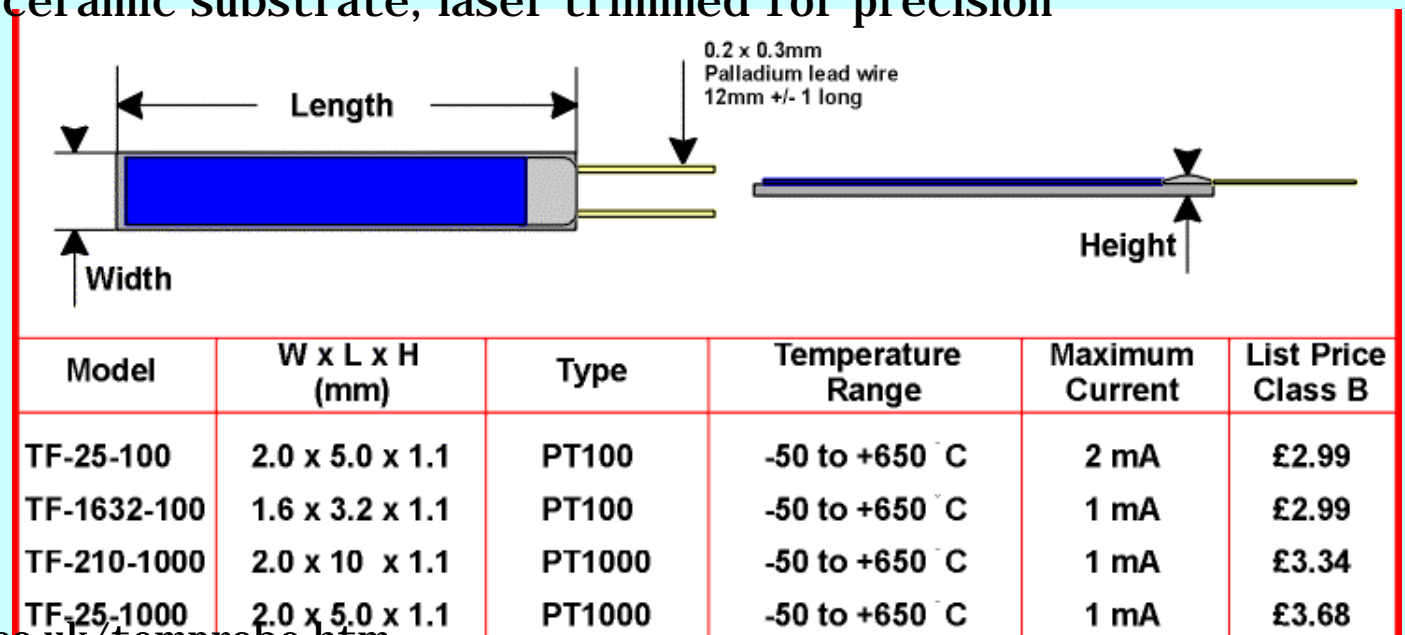 ceramic substrate, laser trimmed for precision
0.2 x 0.3mm
Palladium lead wire
12mm +/- 1 long
Length
Width
Height
Model W x L x H (mm) Type Temperature Range Maximum Current List Price Class B
TF-25-100 2.0 x 5.0 x 1.1 PT100 -50 to +650 °C 2 mA £2.99
TF-1632-100 1.6 x 3.2 x 1.1 PT100 -50 to +650 °C 1 mA £2.99
TF-210-1000 2.0 x 10 x 1.1 PT1000 -50 to +650 °C 1 mA £3.34
TF-25-1000 2.0 x 5.0 x 1.1 PT1000 -50 to +650 °C 1 mA £3.68